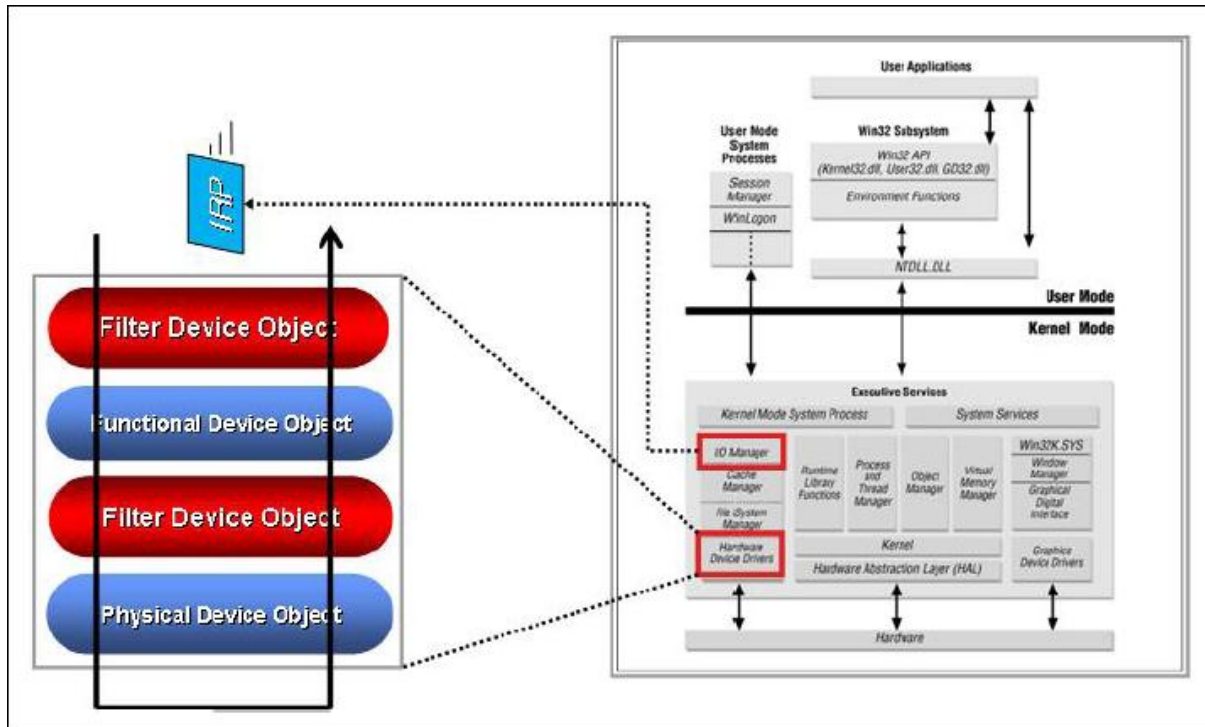 IRP
Filter Device Object
Functional Device Object
Filter Device Object
Physical Device Object
User Applications
User Node
System
Processes
Session
Manager
WinLogon
Win32 Subsystem
Win32 API
(Kernel32.dll, User32.dll, GD32.dll)
Environment Functions
NTDLL.DLL
User Mode
Kernel Mode
Executive Services
Kernel Mode System Process
System Services
IO Manager
Cache
Manager
File System
Manager
Hardware
Device Drivers
Runtime
Library
Functions
Process
and
Thread
Manager
Object
Manager
Virtual
Memory
Manager
Win32K.SYS
Window
Manager
Graphical
Digital
Interface
Kernel
Hardware Abstraction Layer (HAL)
Graphics
Device Drivers
Hardware